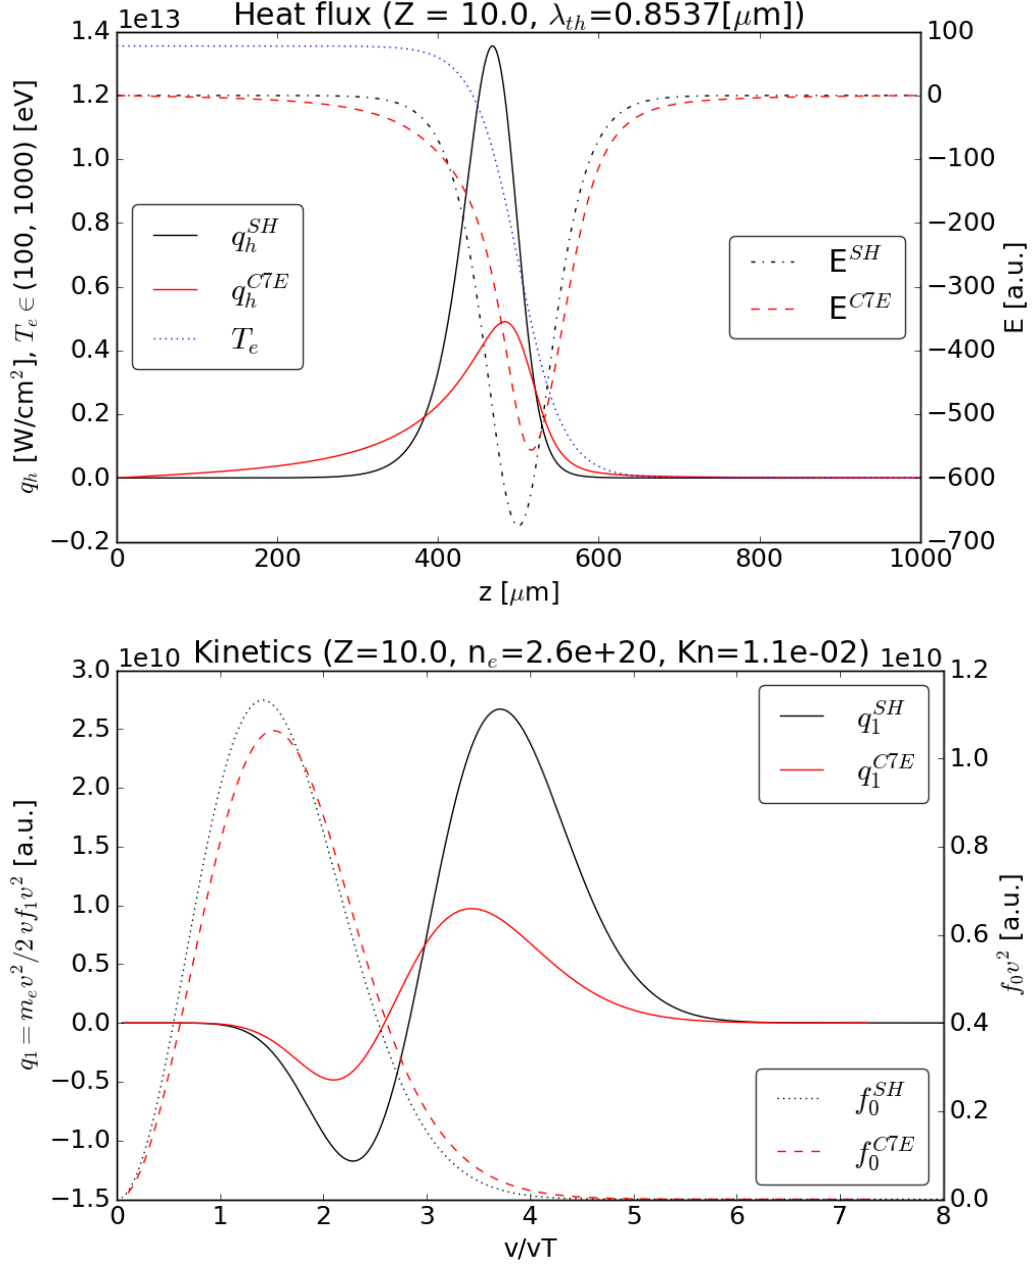 Heat flux (Z = 10.0, λ_th=0.8537[μm])
1e13
1.4
1.2
1.0
0.8
0.6
0.4
0.2
0.0
−0.2
q_h [W/cm²], T_e ∈ (100, 1000) [eV]
q_h^SH
q_h^C7E
T_e
E^SH
E^C7E
100
0
−100
−200
−300
−400
−500
−600
−700
E [a.u.]
0 200 400 600 800 1000
z [μm]
Kinetics (Z=10.0, n_e=2.6e+20, Kn=1.1e-02)
1e10
1e10
3.0
2.5
2.0
1.5
1.0
0.5
0.0
−0.5
−1.0
−1.5
q_1 = m_e v²/2 v f_1 v² [a.u.]
q_1^SH
q_1^C7E
f_0^SH
f_0^C7E
1.2
1.0
0.8
0.6
0.4
0.2
0.0
f_0 v² [a.u.]
0 1 2 3 4 5 6 7 8
v/vT